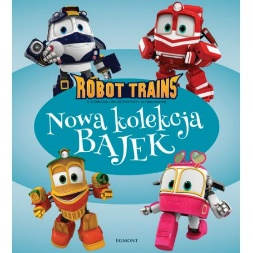 ROBOT TRAINS
Nowa kolekcja
BAJEK
EGMONT